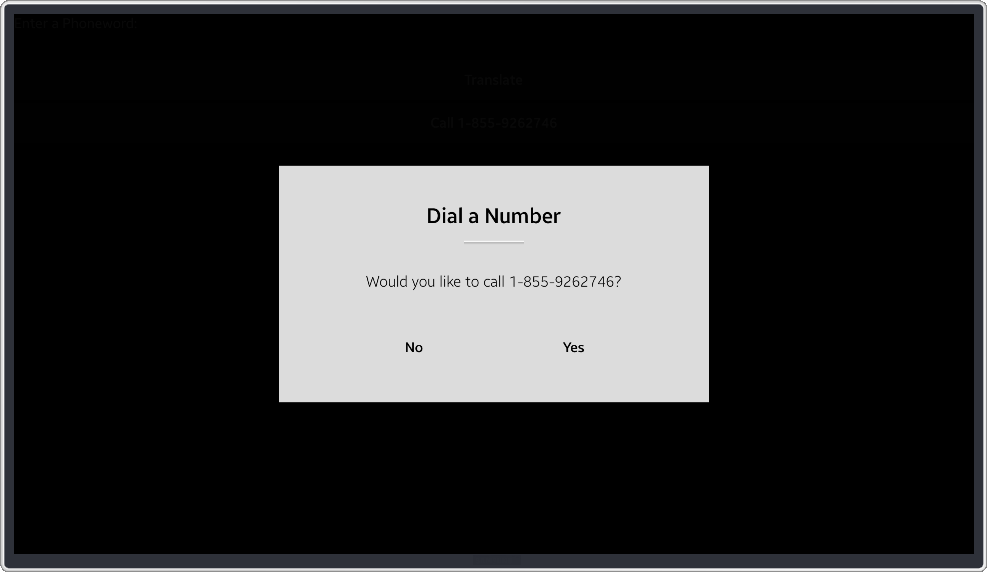 Enter a Phoneword:
Translate
Call 1-855-9262746
Dial a Number
Would you like to call 1-855-9262746?
No Yes